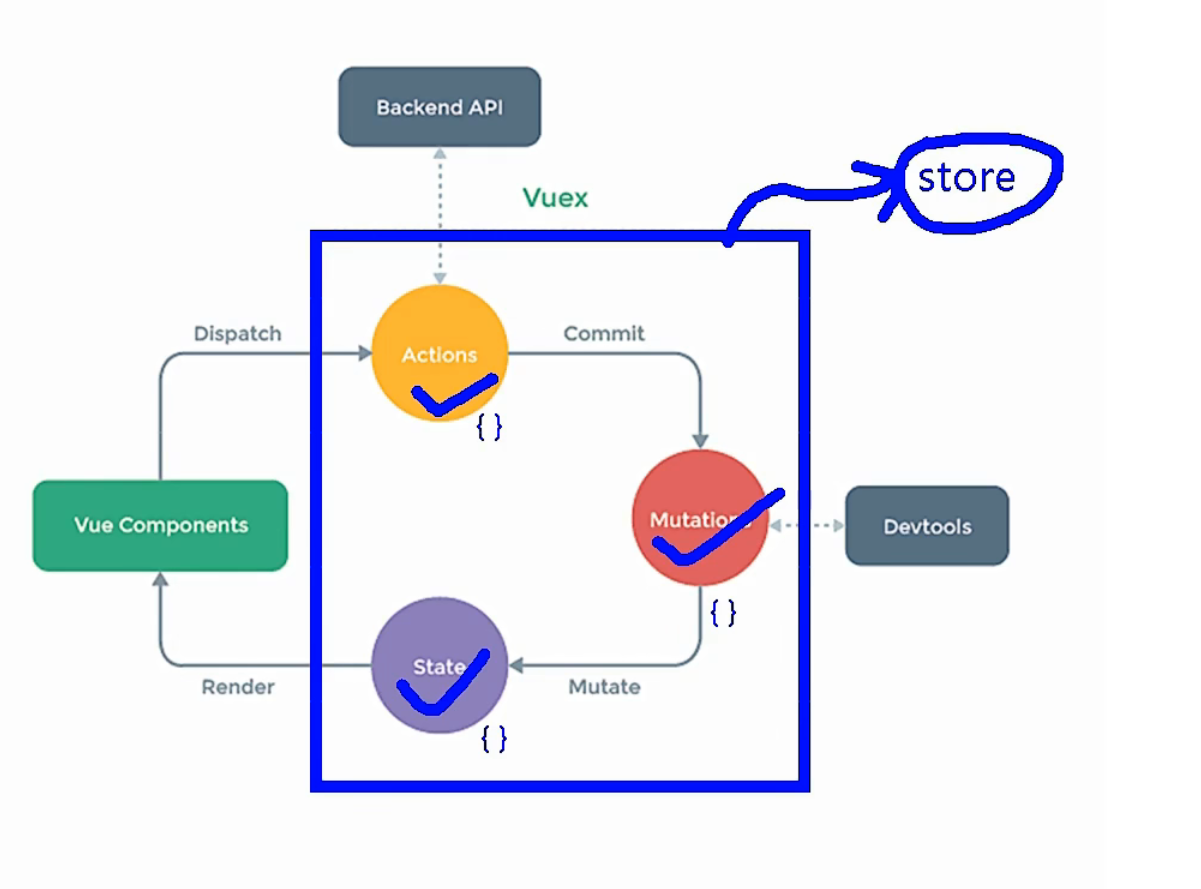 Backend API
Vuex
store
Dispatch
Actions
Commit
{ }
Vue Components
Mutations
Devtools
{ }
State
Render
Mutate
{ }